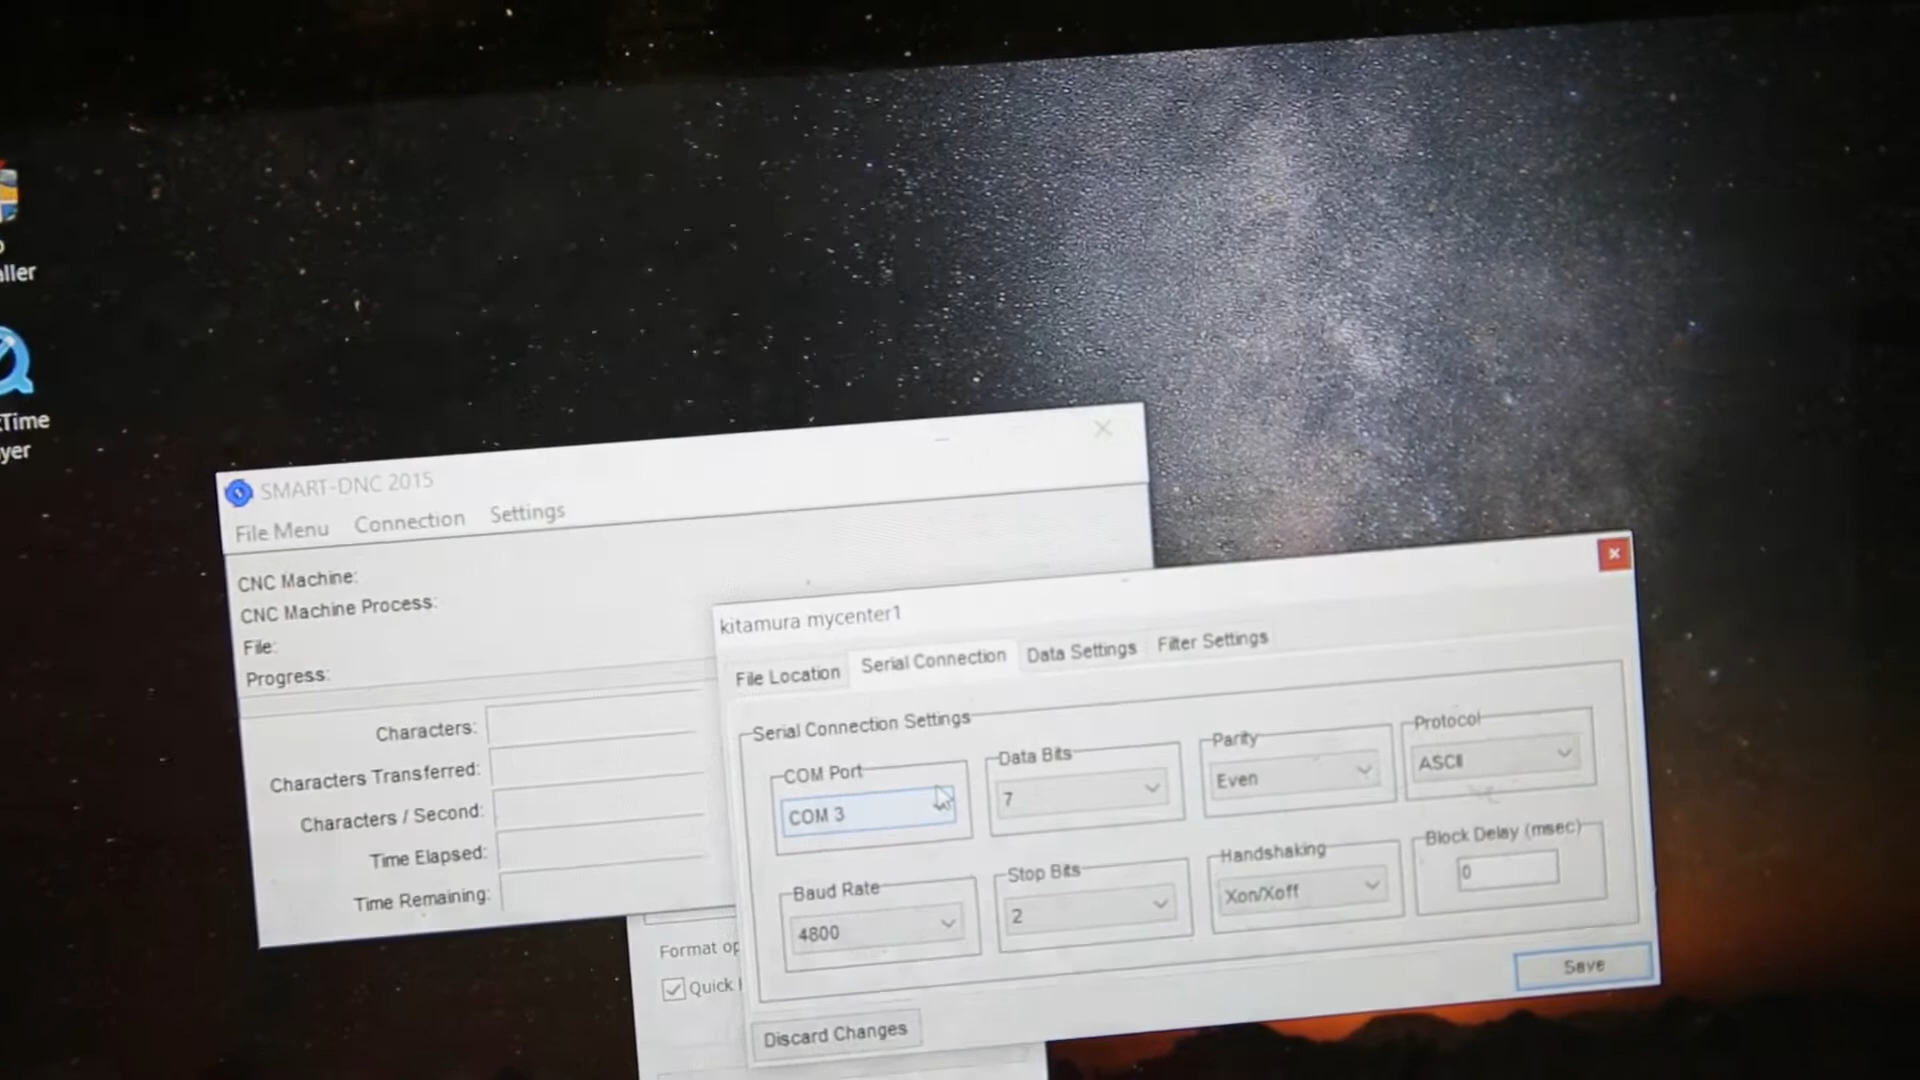 aller
Time
yer
SMART-DNC 2015
File Menu Connection Settings
CNC Machine:
CNC Machine Process:
File:
Progress:
Characters:
Characters Transferred:
Characters / Second:
Time Elapsed:
Time Remaining:
Format op
Quick
kitamura mycenter1
File Location Serial Connection Data Settings Filter Settings
Serial Connection Settings
COM Port Data Bits Parity Protocol
COM 3 7 Even ASCII
Baud Rate Stop Bits Handshaking Block Delay (msec)
4800 2 Xon/Xoff 0
Save
Discard Changes